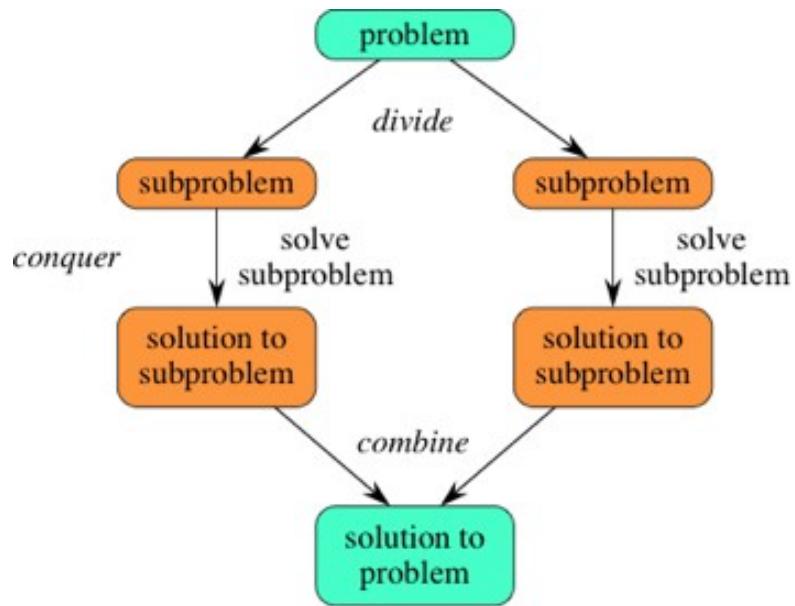 problem
divide
subproblem
subproblem
conquer
solve
subproblem
solve
subproblem
solution to
subproblem
solution to
subproblem
combine
solution to
problem